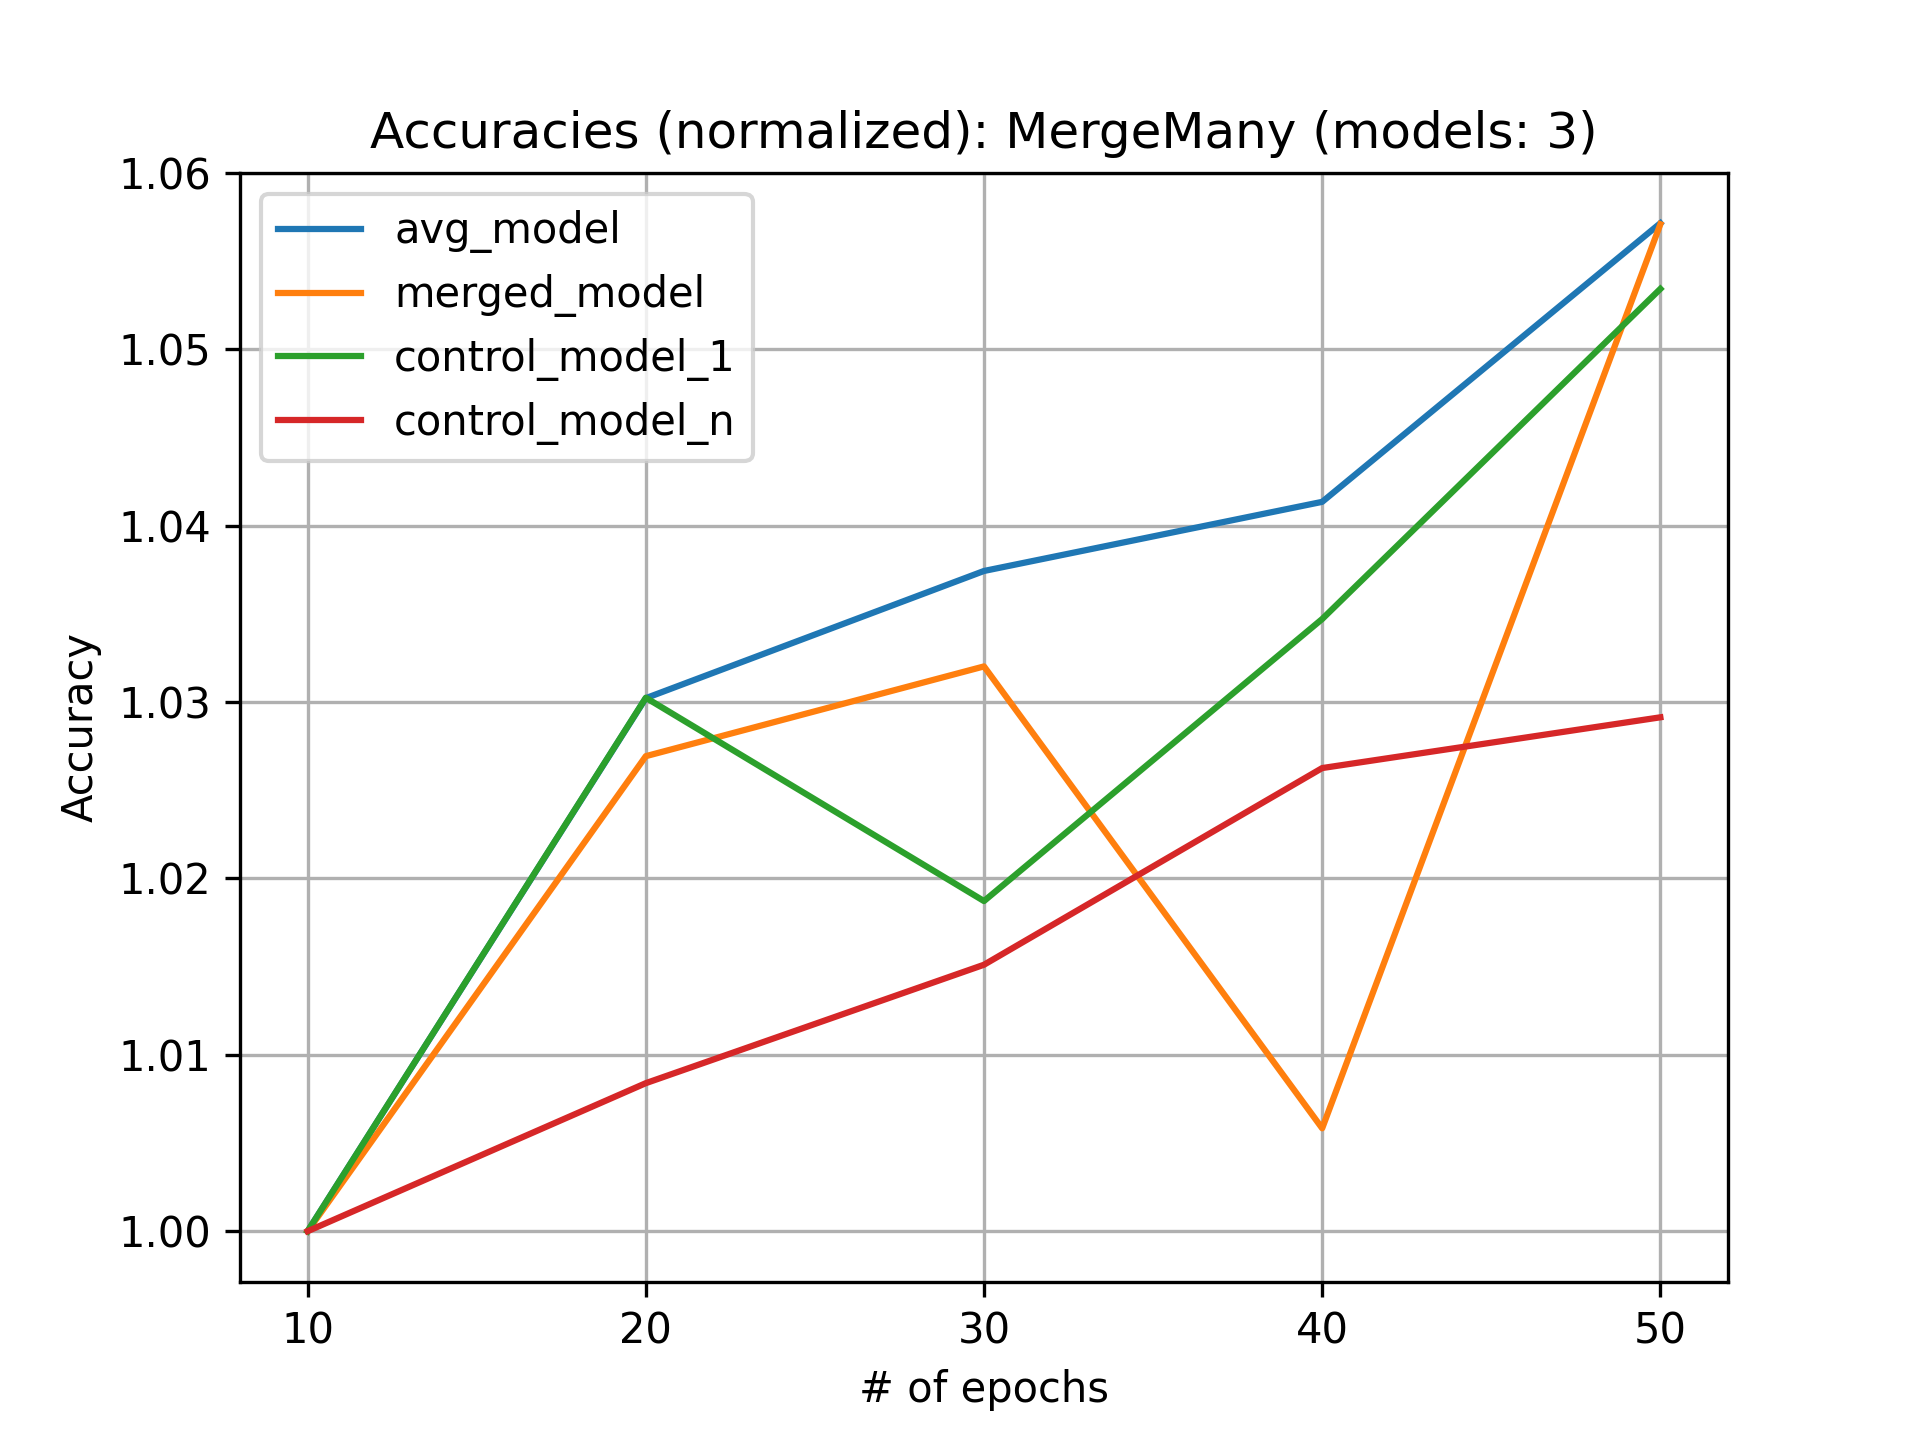 Accuracies (normalized): MergeMany (models: 3)
avg_model
merged_model
control_model_1
control_model_n
1.06
1.05
1.04
1.03
1.02
1.01
1.00
Accuracy
10 20 30 40 50
# of epochs